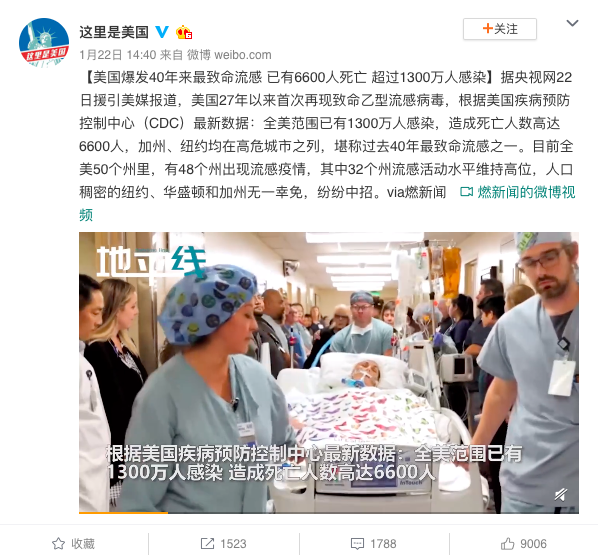 这里是美国
这里是美国
+关注
1月22日 14:40 来自 微博 weibo.com
【美国爆发40年来最致命流感 已有6600人死亡 超过1300万人感染】据央视网22
日援引美媒报道，美国27年以来首次再现致命乙型流感病毒，根据美国疾病预防
控制中心（CDC）最新数据：全美范围已有1300万人感染，造成死亡人数高达
6600人，加州、纽约均在高危城市之列，堪称过去40年最致命流感之一。目前全
美50个州里，有48个州出现流感疫情，其中32个州流感活动水平维持高位，人口
稠密的纽约、华盛顿和加州无一幸免，纷纷中招。via燃新闻 燃新闻的微博视
频
地平线
根据美国疾病预防控制中心最新数据：全美范围已有
1300万人感染 造成死亡人数高达6600人
收藏
1523
1788
9006